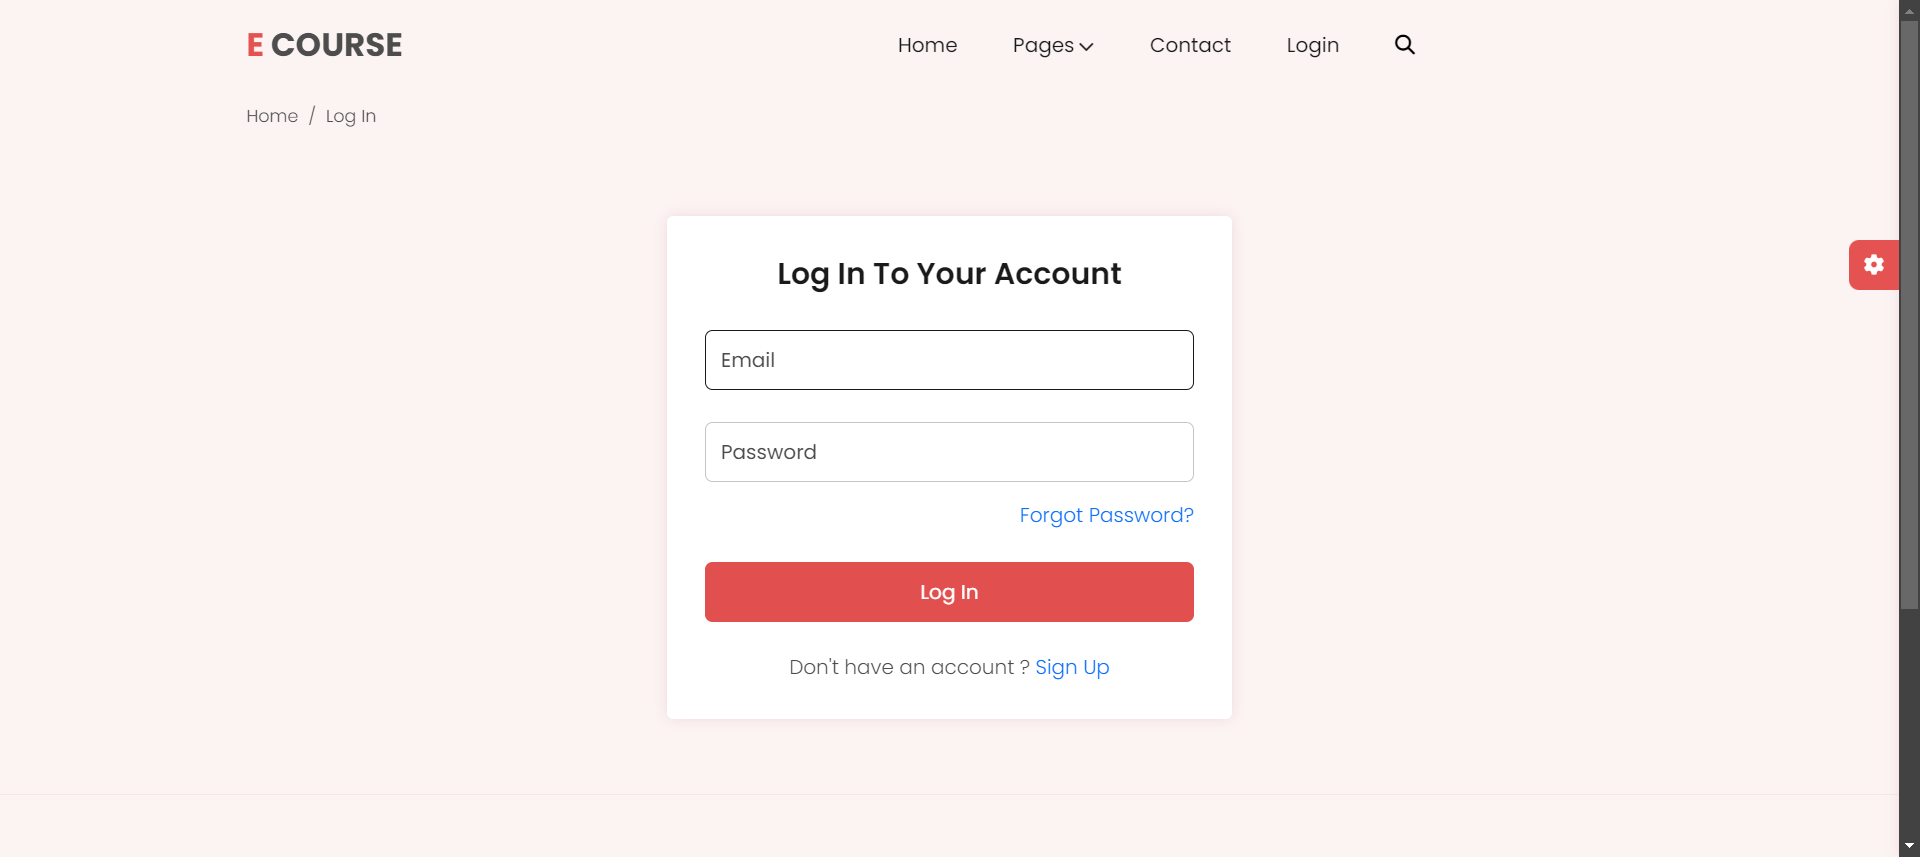 E COURSE
Home Pages Contact Login
Home / Log In
Log In To Your Account
Email
Password
Forgot Password?
Log In
Don't have an account ? Sign Up